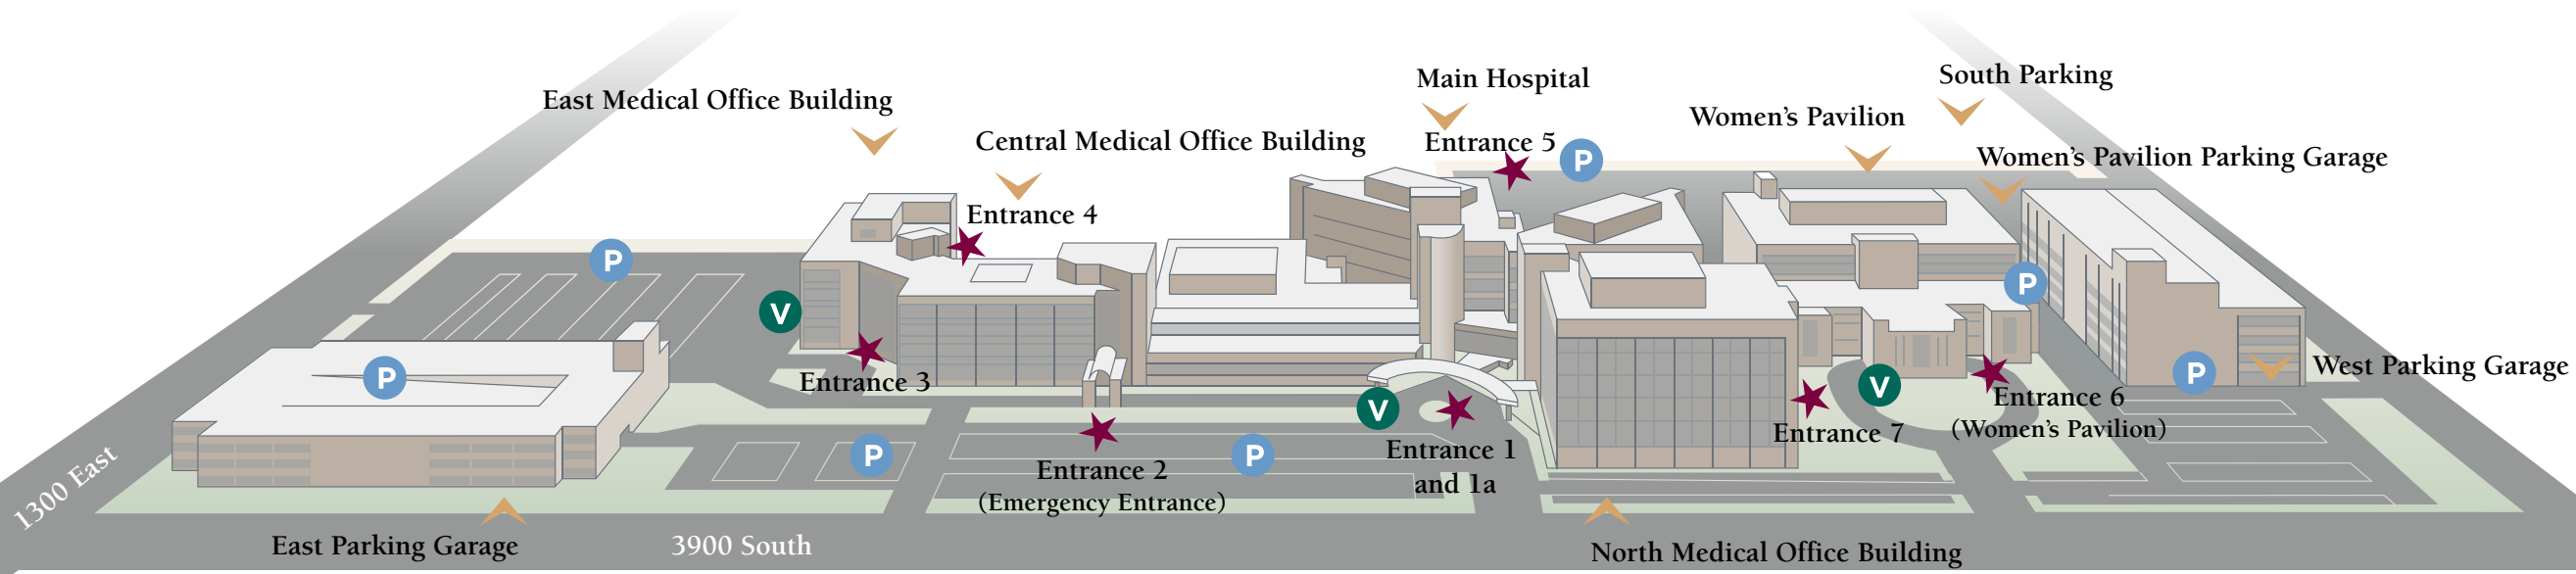 South Parking
Main Hospital
East Medical Office Building
Women's Pavilion
Central Medical Office Building
Entrance 5
P
Women's Pavilion Parking Garage
Entrance 4
P
P
V
Entrance 3
P
V
V
P
West Parking Garage
Entrance 6
(Women's Pavilion)
Entrance 7
Entrance 1
and 1a
P
P
Entrance 2
(Emergency Entrance)
1300 East
East Parking Garage
3900 South
North Medical Office Building